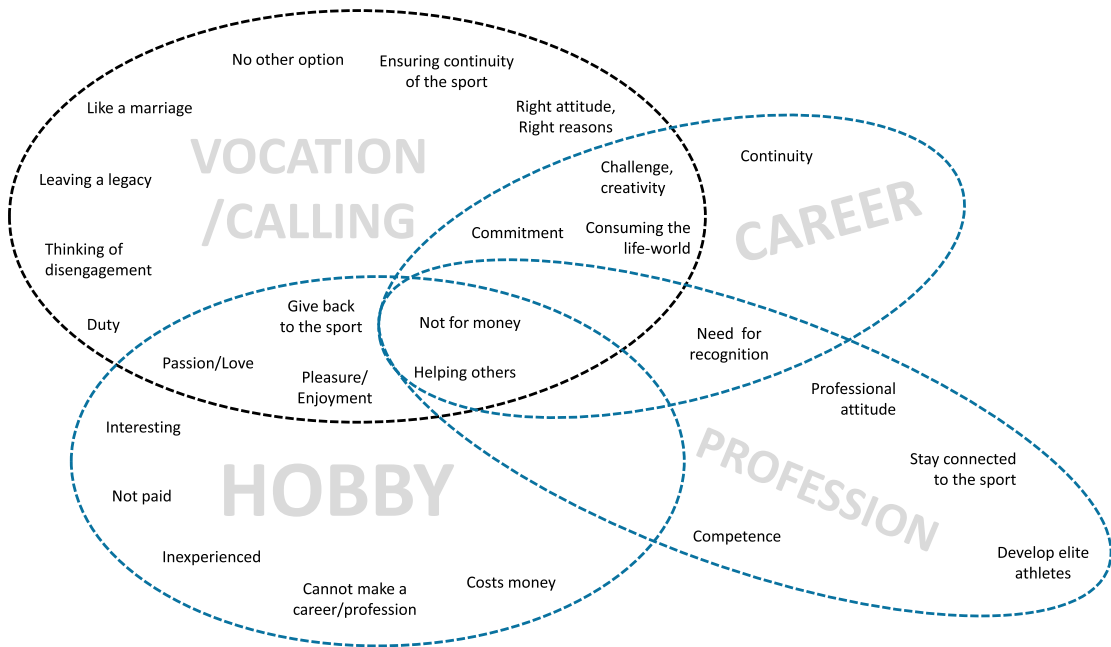 No other option
Ensuring continuity
of the sport
Like a marriage
Right attitude,
Right reasons
VOCATION
/CALLING
Continuity
Challenge,
creativity
Leaving a legacy
CAREER
Commitment
Consuming the
life-world
Thinking of
disengagement
Give back
to the sport
Duty
Not for money
Need  for
recognition
Passion/Love
Pleasure/
Enjoyment
Helping others
Professional
attitude
Interesting
HOBBY
PROFESSION
Stay connected
to the sport
Not paid
Competence
Inexperienced
Develop elite
athletes
Cannot make a
career/profession
Costs money